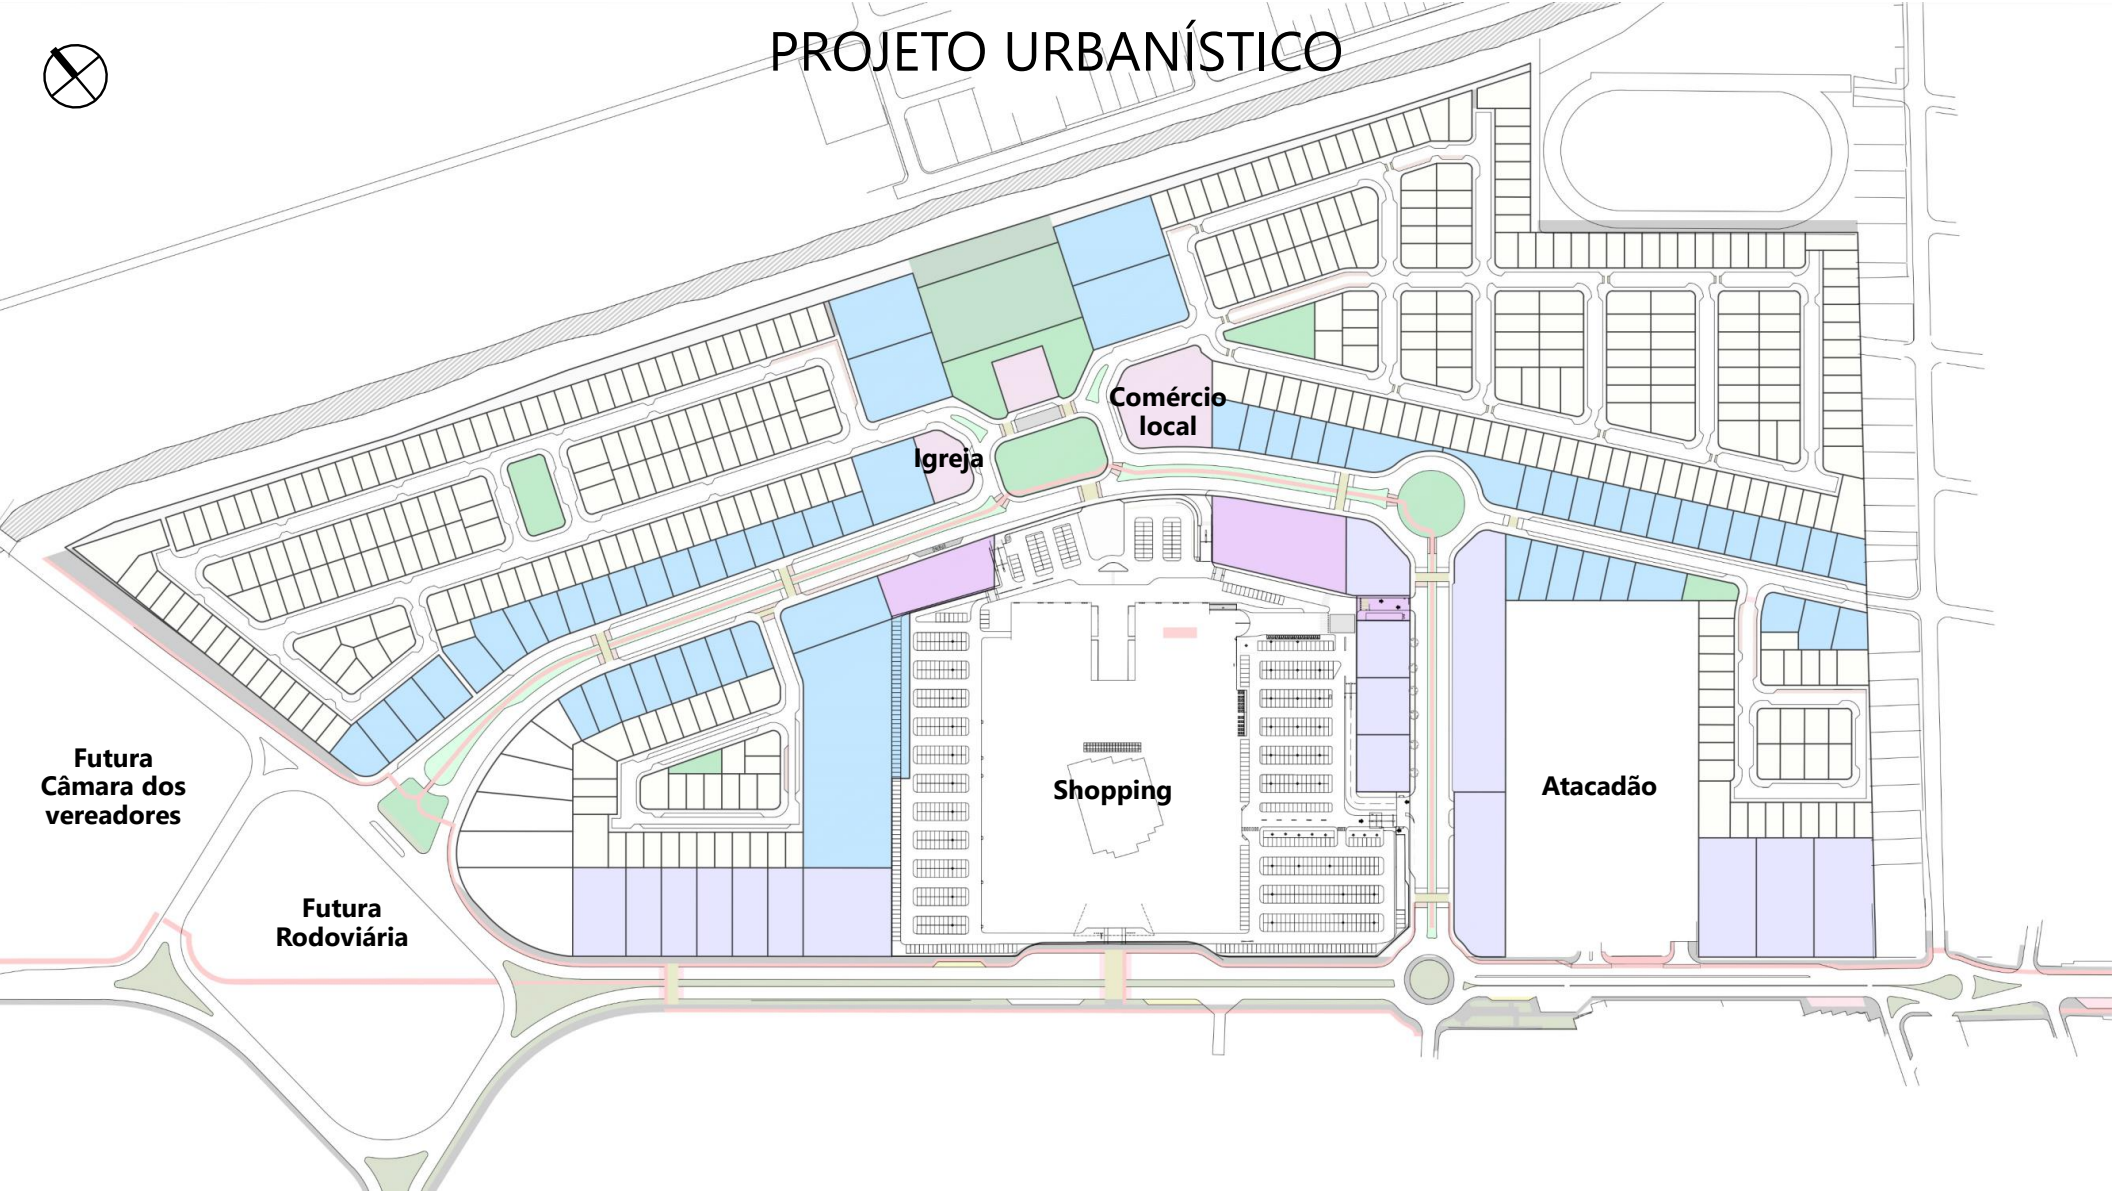 PROJETO URBANÍSTICO
Comércio
local
Igreja
Futura
Câmara dos
vereadores
Shopping
Atacadão
Futura
Rodoviária